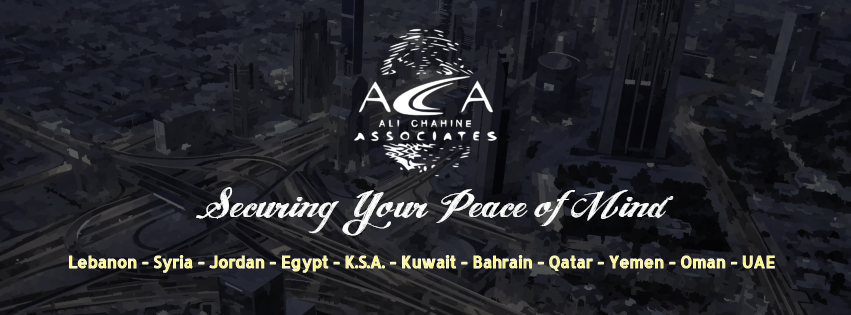 ACA
ALI CHAHINE
ASSOCIATES
Securing Your Peace of Mind
Lebanon - Syria - Jordan - Egypt - K.S.A. - Kuwait - Bahrain - Qatar - Yemen - Oman - UAE